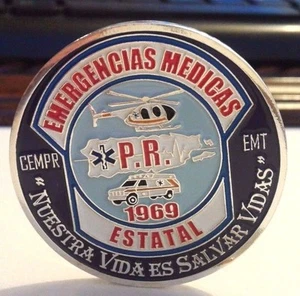 EMERGENCIAS MEDICAS
CEMPR
EMT
P.R.
1969
ESTATAL
"NUESTRA VIDA ES SALVAR VIDAS"